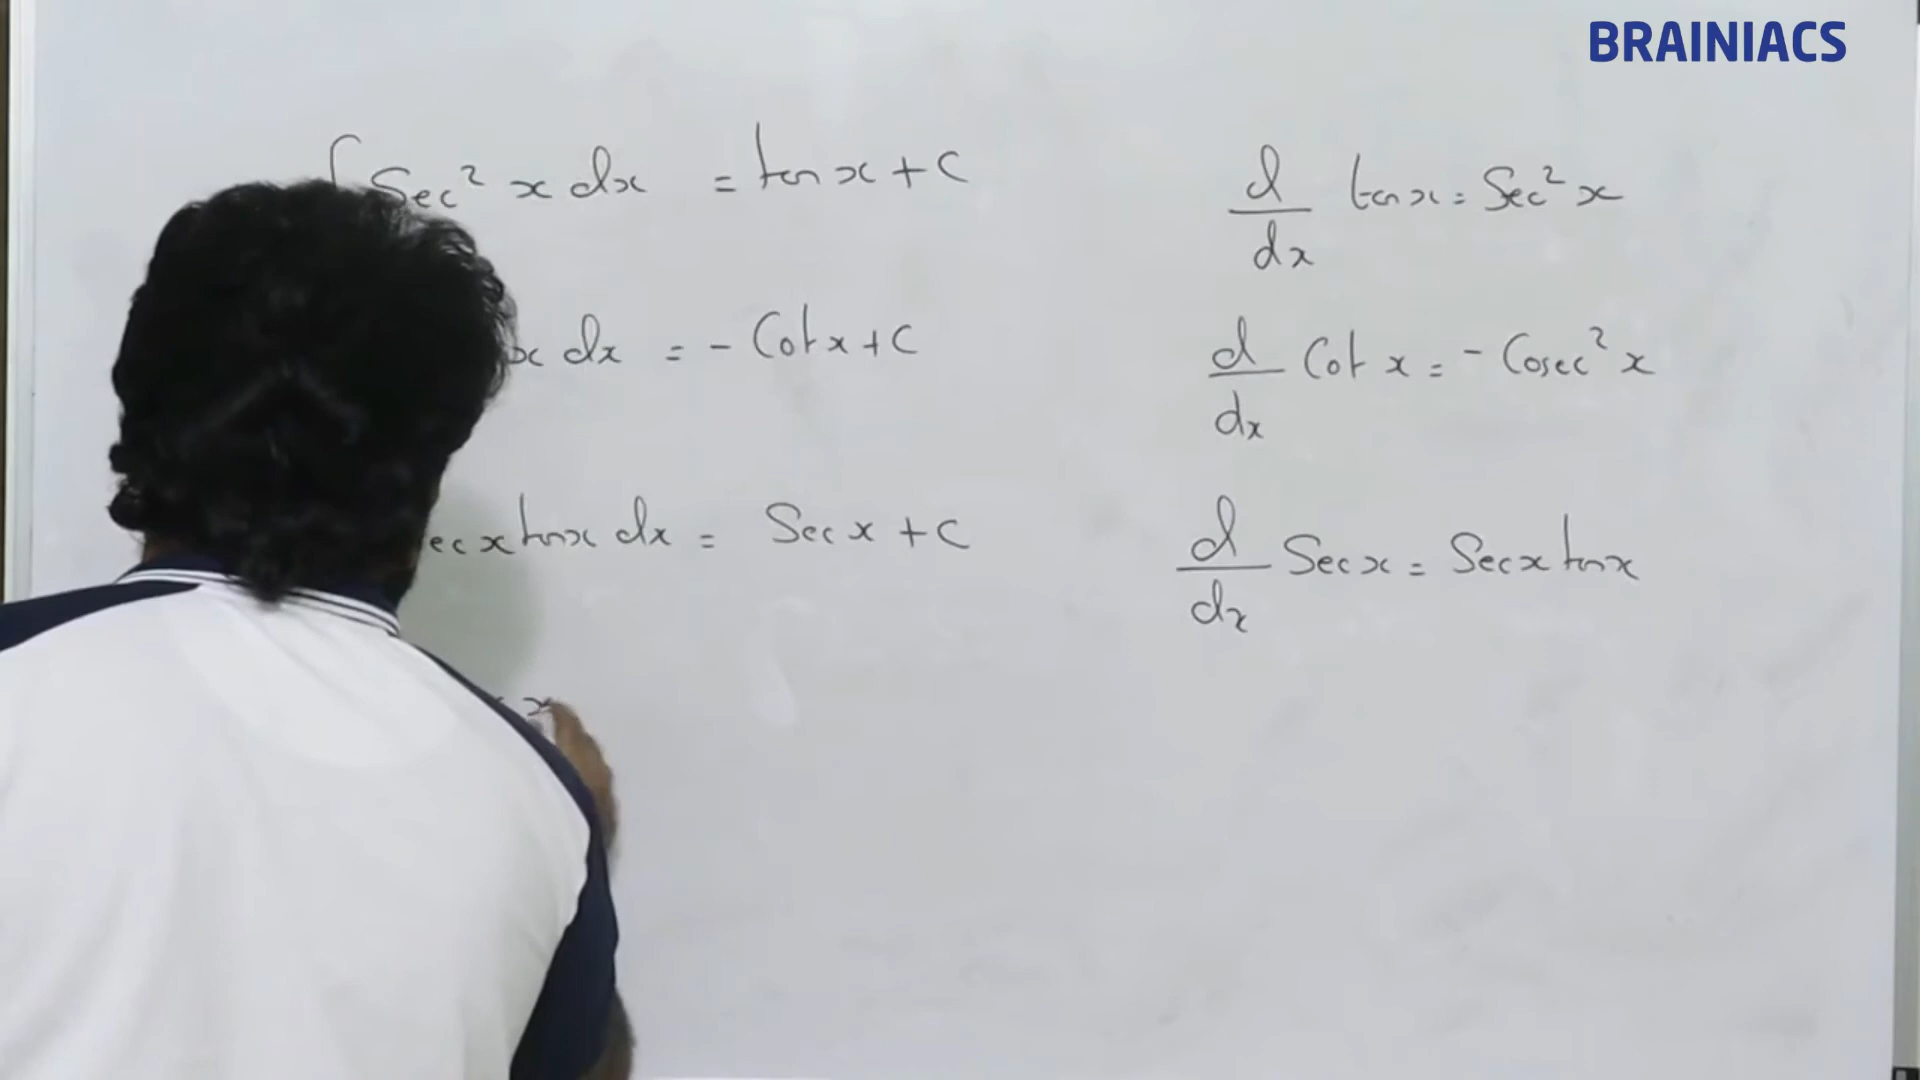 BRAINIACS
∫ Sec² x dx = tan x + C
d/dx tan x = Sec² x
x dx = - Cot x + C
d/dx Cot x = - Cosec² x
ec x tan x dx = Sec x + C
d/dx Sec x = Sec x tan x
x